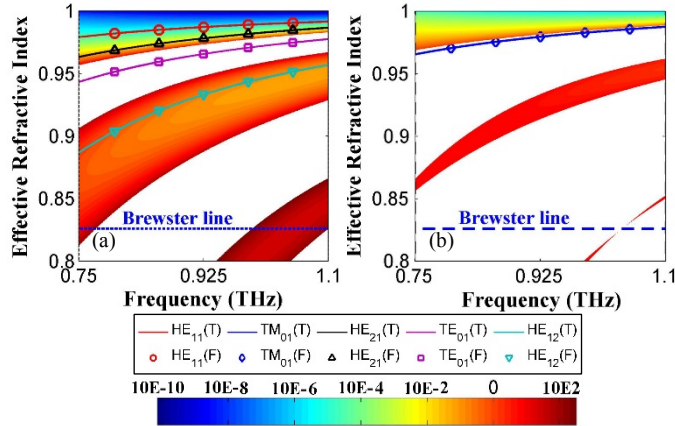 Effective Refractive Index
1
0.95
0.9
0.85
0.8
Brewster line
(a)
0.75
0.925
1.1
Frequency (THz)
Effective Refractive Index
1
0.95
0.9
0.85
0.8
Brewster line
(b)
0.75
0.925
1.1
Frequency (THz)
HE11(T) TM01(T) HE21(T) TE01(T) HE12(T)
HE11(F) TM01(F) HE21(F) TE01(F) HE12(F)
10E-10 10E-8 10E-6 10E-4 10E-2 0 10E2